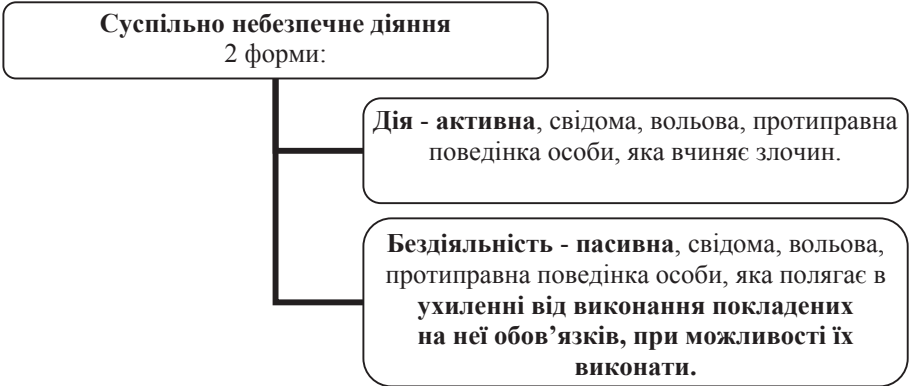 Суспільно небезпечне діяння
2 форми:
Дія - активна, свідома, вольова, протиправна
поведінка особи, яка вчиняє злочин.
Бездіяльність - пасивна, свідома, вольова,
протиправна поведінка особи, яка полягає в
ухиленні від виконання покладених
на неї обов’язків, при можливості їх
виконати.